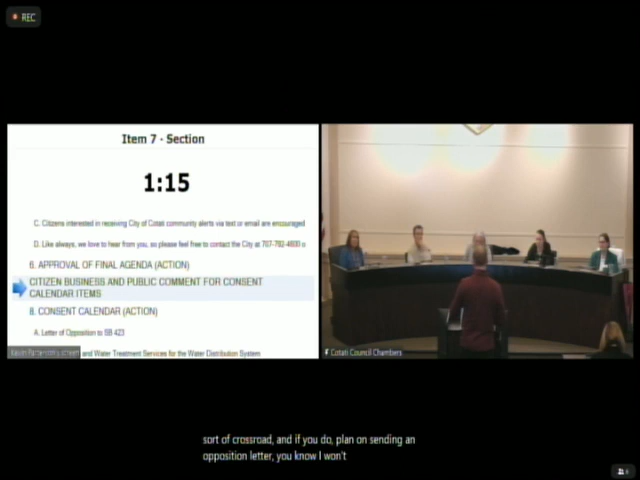 REC
Item 7 - Section
1:15
C. Citizens interested in receiving City of Cotati community alerts via text or email are encouraged
D. Like always, we love to hear from you, so please feel free to contact the City at 707-792-4600 o
6. APPROVAL OF FINAL AGENDA (ACTION)
CITIZEN BUSINESS AND PUBLIC COMMENT FOR CONSENT
CALENDAR ITEMS
8. CONSENT CALENDAR (ACTION)
A. Letter of Opposition to SB 423
and Water Treatment Services for the Water Distribution System
Cotati Council Chambers
sort of crossroad, and if you do, plan on sending an
opposition letter, you know I won't